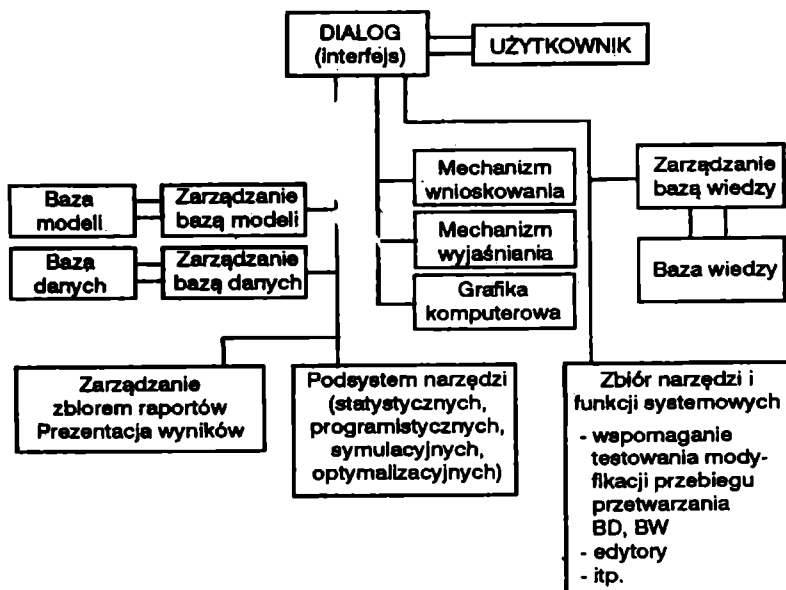 DIALOG
(interfejs)
UŻYTKOWNIK
Mechanizm
wnioskowania
Zarządzanie
bazą wiedzy
Baza
modeli
Zarządzanie
bazą modeli
Mechanizm
wyjaśniania
Baza
danych
Zarządzanie
bazą danych
Baza wiedzy
Grafika
komputerowa
Zarządzanie
zbiorem raportów
Prezentacja wyników
Podsystem narzędzi
(statystycznych,
programistycznych,
symulacyjnych,
optymalizacyjnych)
Zbiór narzędzi i
funkcji systemowych
- wspomaganie
testowania mody-
fikacji przebiegu
przetwarzania
BD, BW
- edytory
- itp.